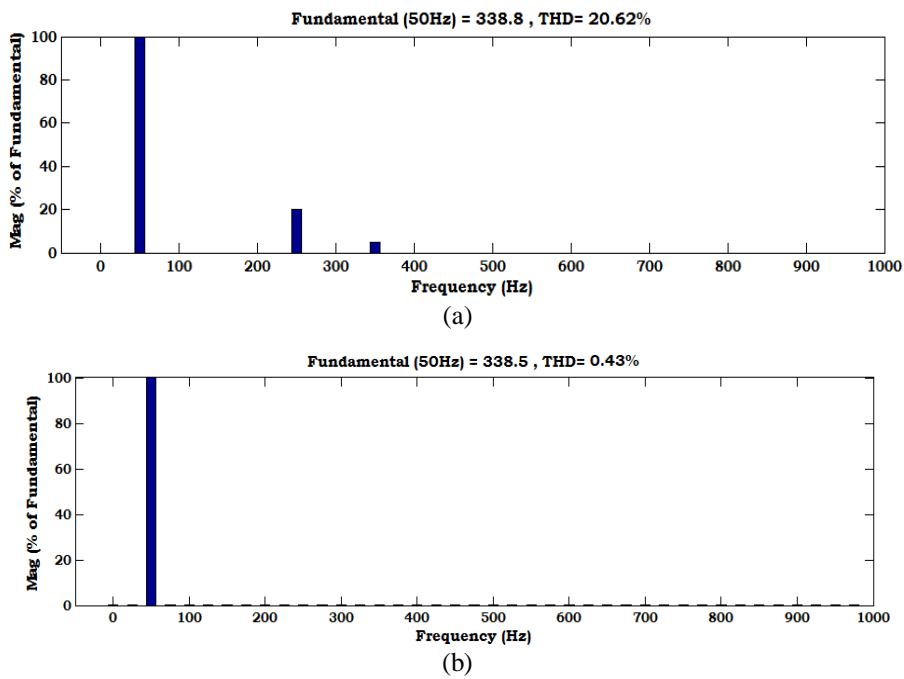 Fundamental (50Hz) = 338.8 , THD= 20.62%
Mag (% of Fundamental)
100
80
60
40
20
0
0 100 200 300 400 500 600 700 800 900 1000
Frequency (Hz)
(a)
Fundamental (50Hz) = 338.5 , THD= 0.43%
Mag (% of Fundamental)
100
80
60
40
20
0
0 100 200 300 400 500 600 700 800 900 1000
Frequency (Hz)
(b)